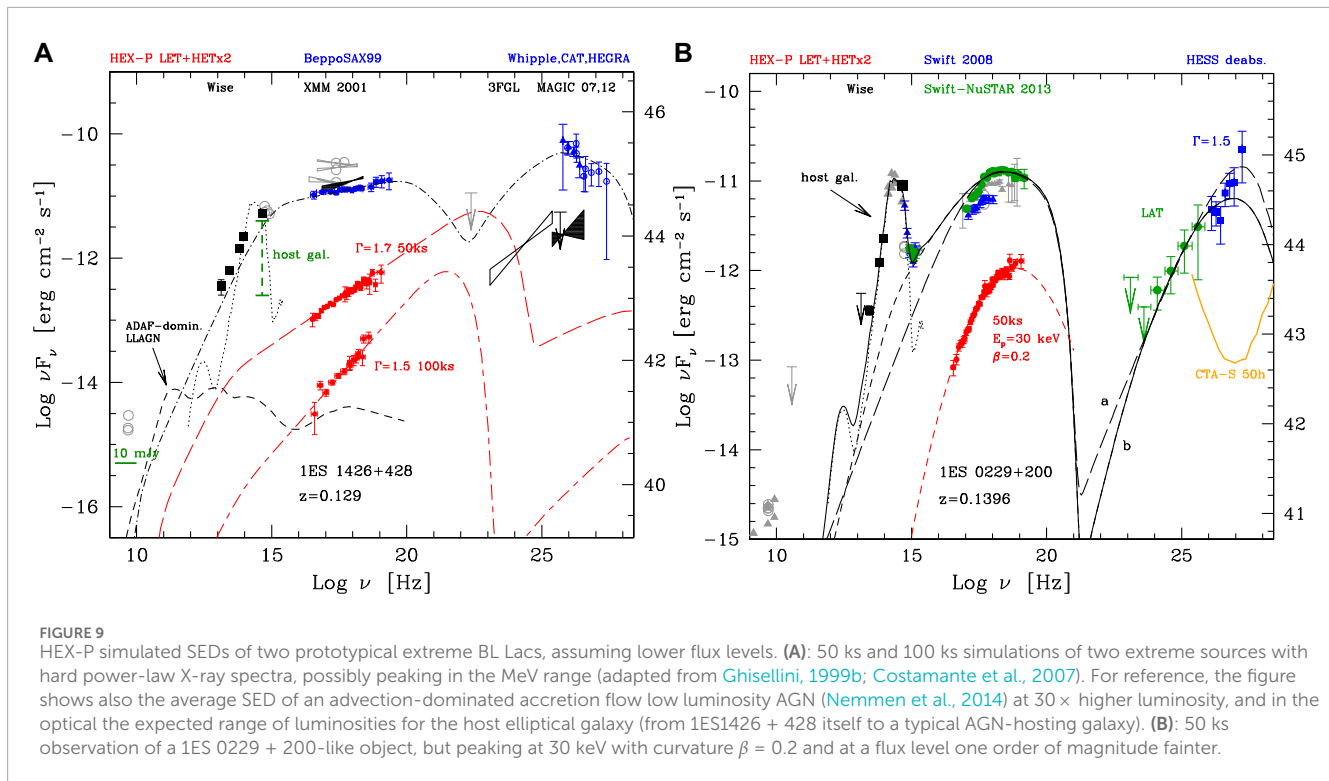 A
HEX-P LET+HETx2 BeppoSAX99 Whipple,CAT,HEGRA
Wise XMM 2001 3FGL MAGIC 07,12
-10
-12
-14
-16
46
44
42
40
Log νFν [erg cm−2 s−1]
host gal.
Γ=1.7 50ks
ADAF-domin.
LLAGN
Γ=1.5 100ks
10 mJy
1ES 1426+428
z=0.129
10 15 20 25
Log ν [Hz]
B
HEX-P LET+HETx2 Swift 2008 HESS deabs.
Wise Swift-NuSTAR 2013
-10
-11
-12
-13
-14
-15
45
44
43
42
41
Log νFν [erg cm−2 s−1]
Γ=1.5
host gal.
LAT
50ks
Ep=30 keV
β=0.2
CTA-S 50h
a
b
1ES 0229+200
z=0.1396
10 15 20 25
Log ν [Hz]
FIGURE 9
HEX-P simulated SEDs of two prototypical extreme BL Lacs, assuming lower flux levels. (A): 50 ks and 100 ks simulations of two extreme sources with
hard power-law X-ray spectra, possibly peaking in the MeV range (adapted from Ghisellini, 1999b; Costamante et al., 2007). For reference, the figure
shows also the average SED of an advection-dominated accretion flow low luminosity AGN (Nemmen et al., 2014) at 30 × higher luminosity, and in the
optical the expected range of luminosities for the host elliptical galaxy (from 1ES1426 + 428 itself to a typical AGN-hosting galaxy). (B): 50 ks
observation of a 1ES 0229 + 200-like object, but peaking at 30 keV with curvature β = 0.2 and at a flux level one order of magnitude fainter.